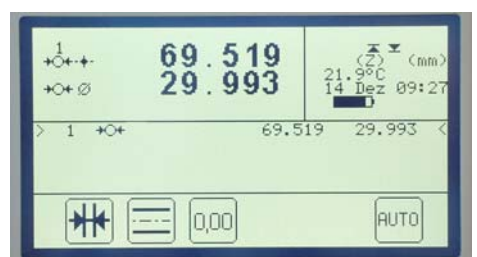 1
69.519
29.993
(Z) (mm)
21.9°C
14 Dez 09:27
> 1 69.519 29.993 <
0,00
AUTO